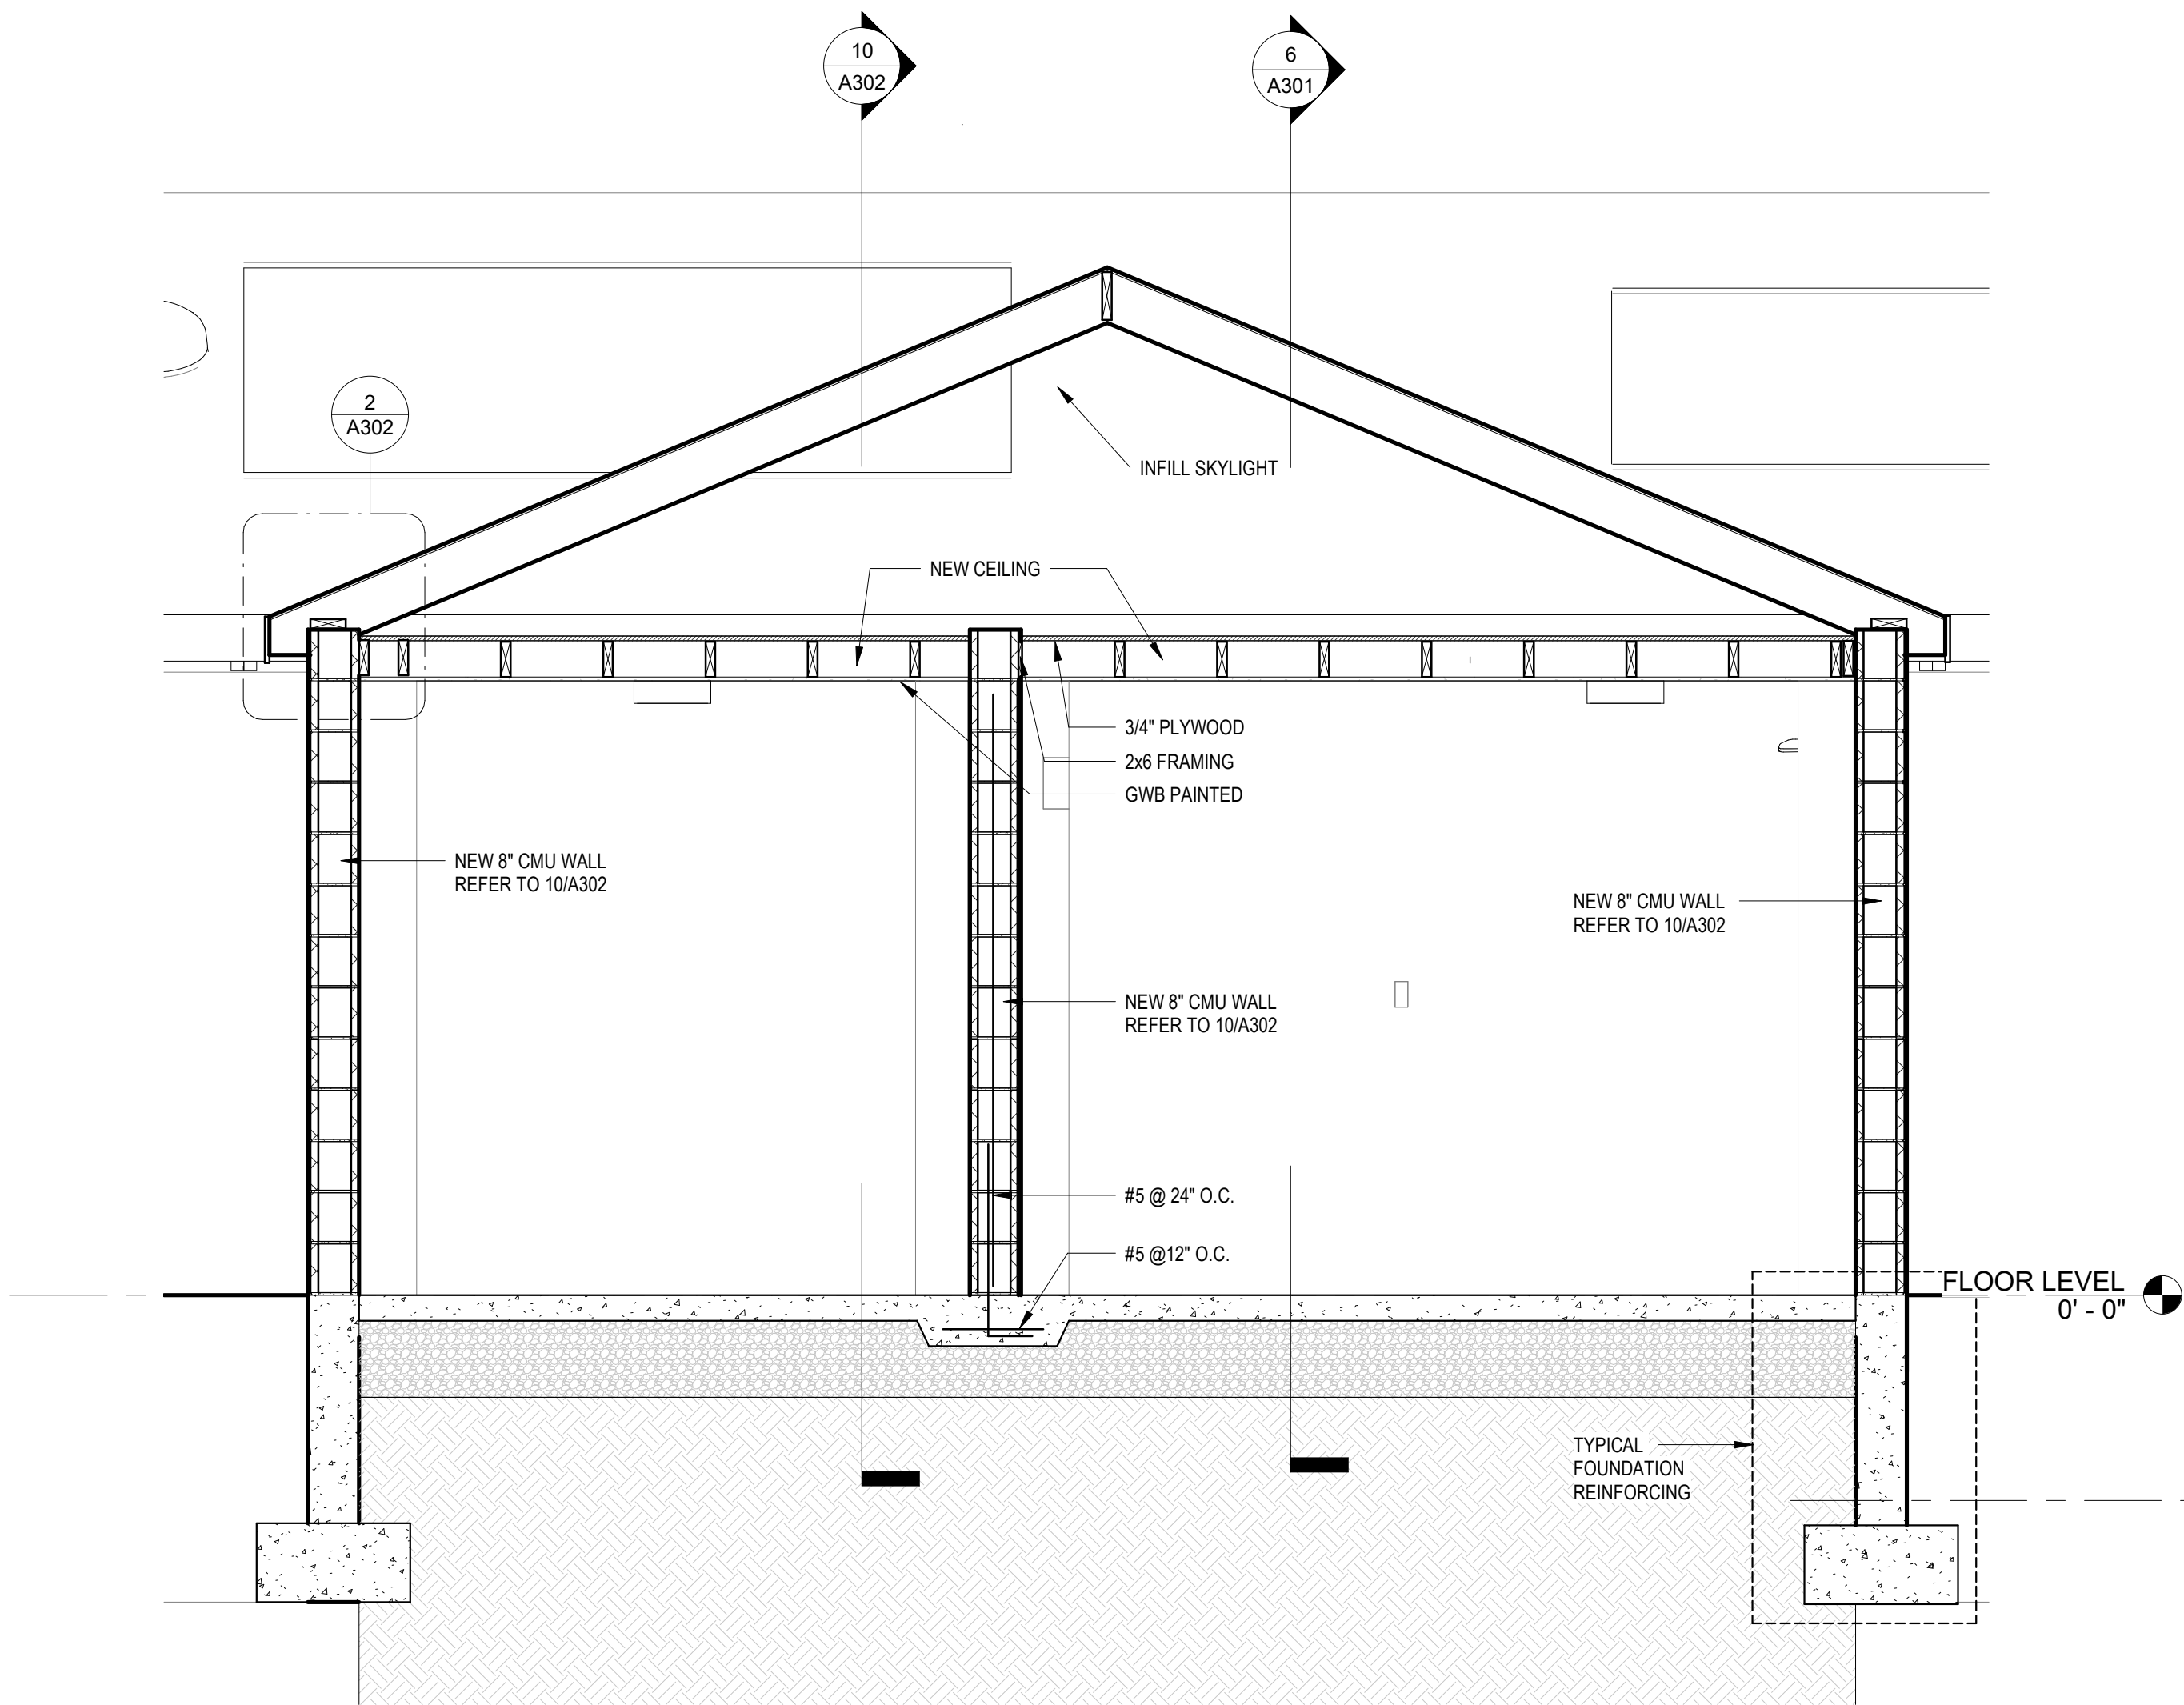 10
A302
6
A301
2
A302
INFILL SKYLIGHT
NEW CEILING
3/4" PLYWOOD
2x6 FRAMING
GWB PAINTED
NEW 8" CMU WALL
REFER TO 10/A302
NEW 8" CMU WALL
REFER TO 10/A302
NEW 8" CMU WALL
REFER TO 10/A302
#5 @ 24" O.C.
#5 @12" O.C.
FLOOR LEVEL
0' - 0"
TYPICAL
FOUNDATION
REINFORCING